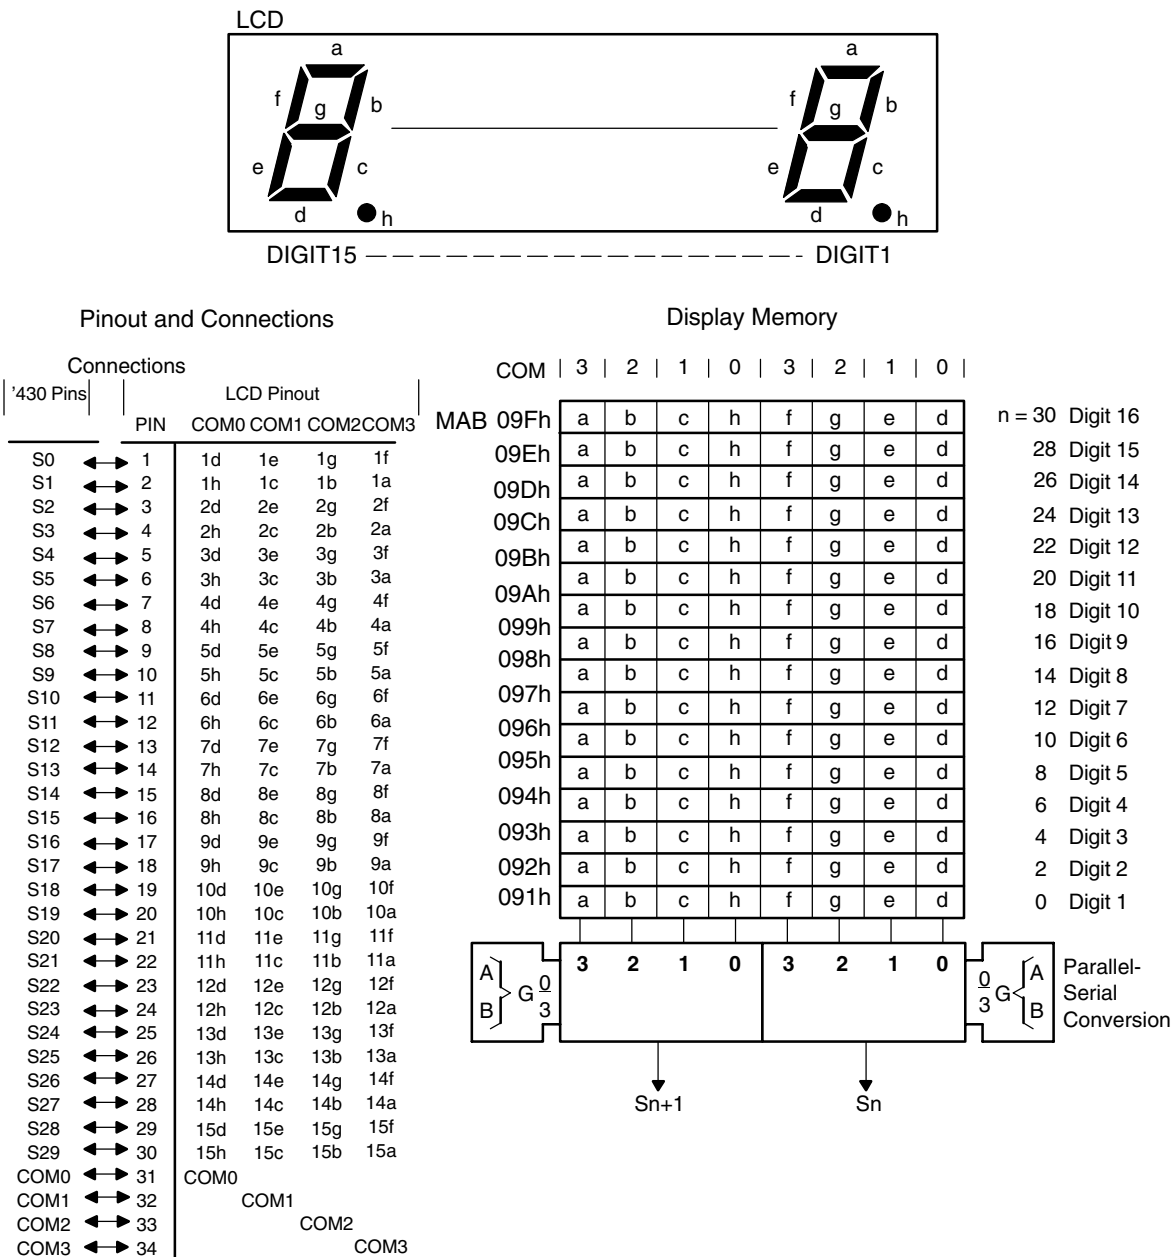 LCD
a a
f g b f g b
e c e c
d h d h
DIGIT15 DIGIT1
Pinout and Connections
Connections
'430 Pins LCD Pinout
PIN COM0 COM1 COM2 COM3
S0 1 1d 1e 1g 1f
S1 2 1h 1c 1b 1a
S2 3 2d 2e 2g 2f
S3 4 2h 2c 2b 2a
S4 5 3d 3e 3g 3f
S5 6 3h 3c 3b 3a
S6 7 4d 4e 4g 4f
S7 8 4h 4c 4b 4a
S8 9 5d 5e 5g 5f
S9 10 5h 5c 5b 5a
S10 11 6d 6e 6g 6f
S11 12 6h 6c 6b 6a
S12 13 7d 7e 7g 7f
S13 14 7h 7c 7b 7a
S14 15 8d 8e 8g 8f
S15 16 8h 8c 8b 8a
S16 17 9d 9e 9g 9f
S17 18 9h 9c 9b 9a
S18 19 10d 10e 10g 10f
S19 20 10h 10c 10b 10a
S20 21 11d 11e 11g 11f
S21 22 11h 11c 11b 11a
S22 23 12d 12e 12g 12f
S23 24 12h 12c 12b 12a
S24 25 13d 13e 13g 13f
S25 26 13h 13c 13b 13a
S26 27 14d 14e 14g 14f
S27 28 14h 14c 14b 14a
S28 29 15d 15e 15g 15f
S29 30 15h 15c 15b 15a
COM0 31 COM0
COM1 32 COM1
COM2 33 COM2
COM3 34 COM3
Display Memory
COM 3 2 1 0 3 2 1 0
MAB 09Fh a b c h f g e d n = 30 Digit 16
09Eh a b c h f g e d 28 Digit 15
09Dh a b c h f g e d 26 Digit 14
09Ch a b c h f g e d 24 Digit 13
09Bh a b c h f g e d 22 Digit 12
09Ah a b c h f g e d 20 Digit 11
099h a b c h f g e d 18 Digit 10
098h a b c h f g e d 16 Digit 9
097h a b c h f g e d 14 Digit 8
096h a b c h f g e d 12 Digit 7
095h a b c h f g e d 10 Digit 6
094h a b c h f g e d 8 Digit 5
093h a b c h f g e d 6 Digit 4
092h a b c h f g e d 4 Digit 3
091h a b c h f g e d 2 Digit 2
a b c h f g e d 0 Digit 1
A B G 0 3 3 2 1 0 3 2 1 0 0 3 G A B
Parallel-
Serial
Conversion
Sn+1 Sn